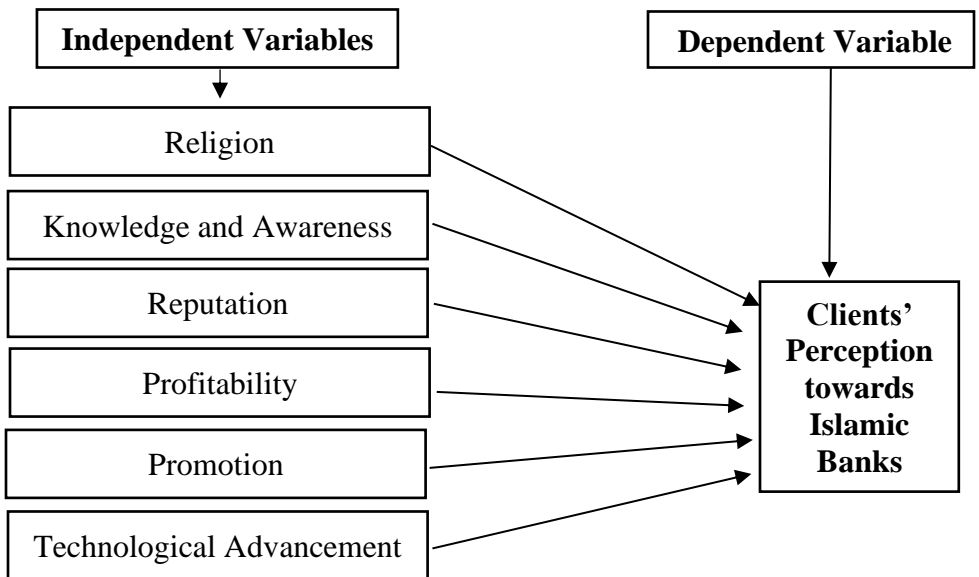 Independent Variables
Dependent Variable
Religion
Knowledge and Awareness
Reputation
Profitability
Promotion
Technological Advancement
Clients’
Perception
towards
Islamic
Banks